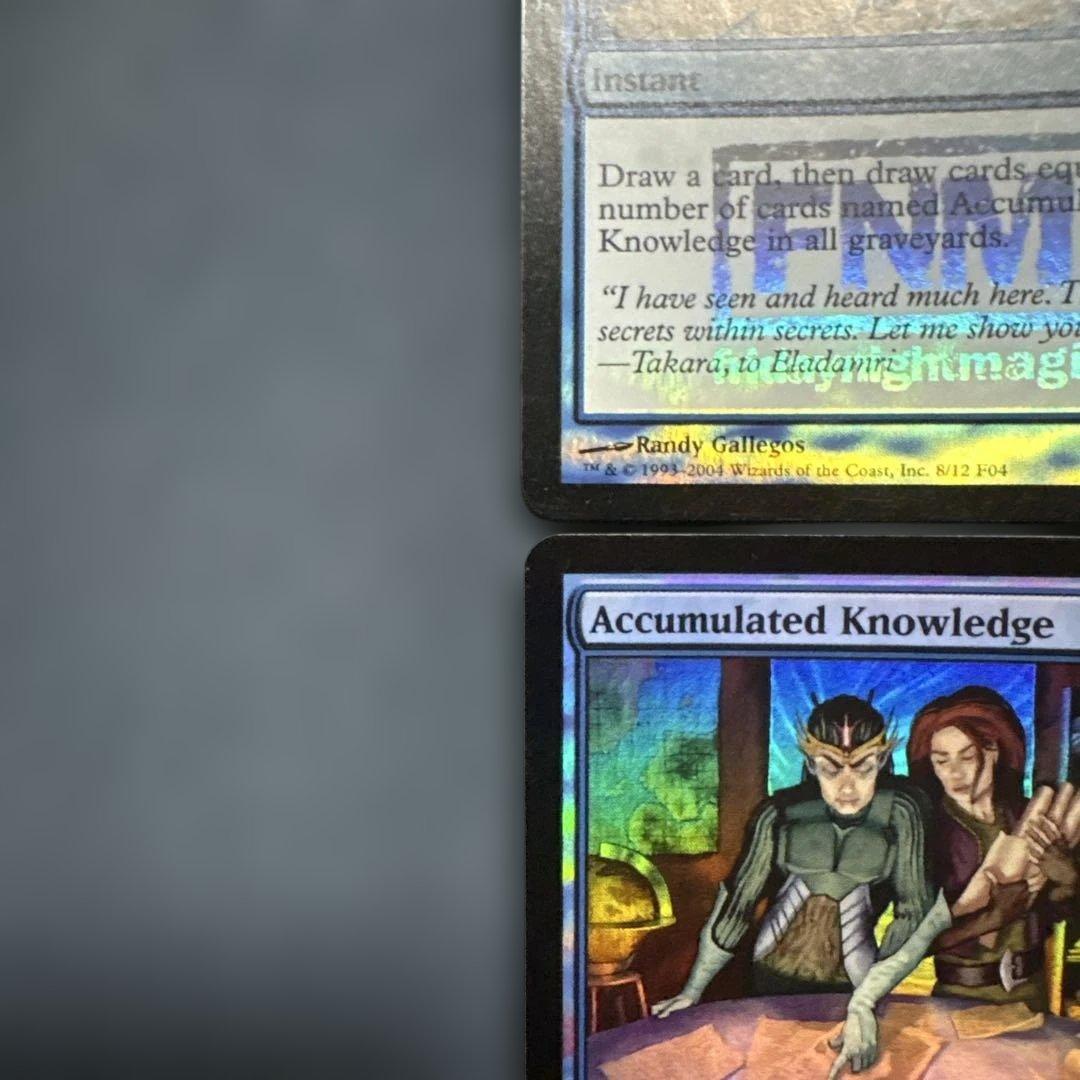 Instant
Draw a card, then draw cards equ
number of cards named Accumul
Knowledge in all graveyards.
FNM
"I have seen and heard much here. T
secrets within secrets. Let me show you
—Takara, to Eladamri
fridaynightmagi
Randy Gallegos
™ & © 1993-2004 Wizards of the Coast, Inc. 8/12 F04
Accumulated Knowledge